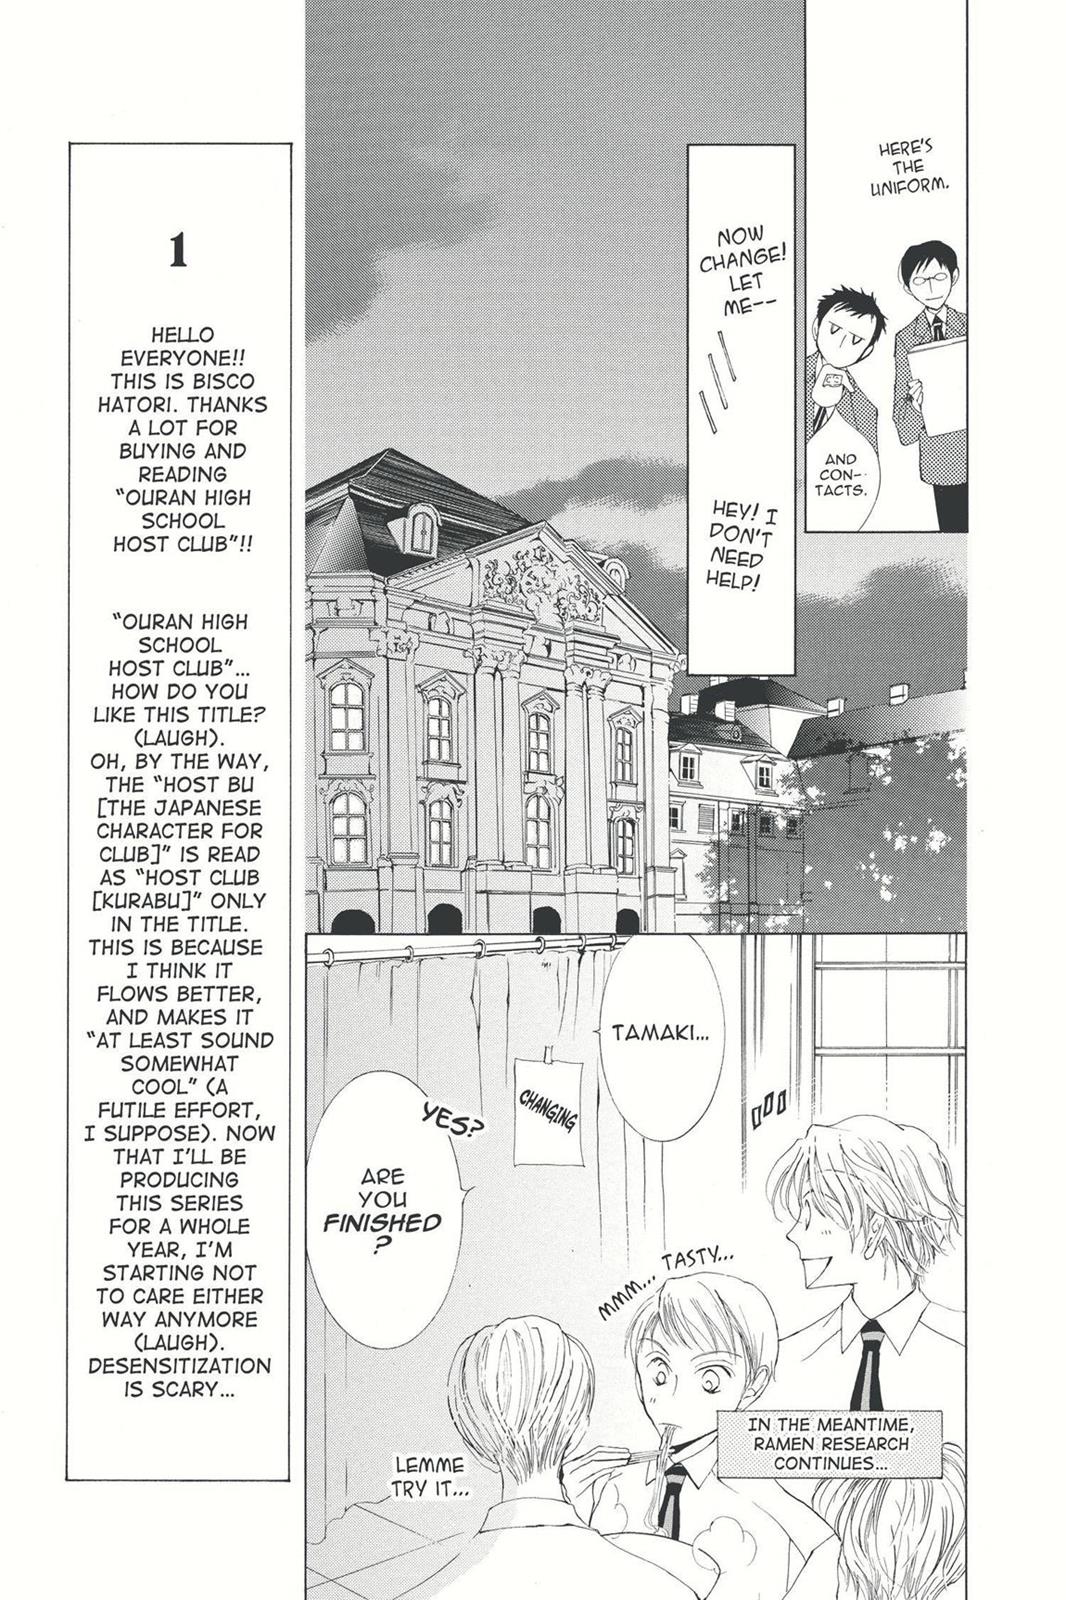 HERE'S
THE
UNIFORM.
AND
CON-
TACTS.
NOW
CHANGE!
LET
ME--
HEY! I
DON'T
NEED
HELP!
1
HELLO
EVERYONE!!
THIS IS BISCO
HATORI. THANKS
A LOT FOR
BUYING AND
READING
"OURAN HIGH
SCHOOL
HOST CLUB"!!
"OURAN HIGH
SCHOOL
HOST CLUB"...
HOW DO YOU
LIKE THIS TITLE?
(LAUGH).
OH, BY THE WAY,
THE "HOST BU
[THE JAPANESE
CHARACTER FOR
CLUB]" IS READ
AS "HOST CLUB
[KURABU]" ONLY
IN THE TITLE.
THIS IS BECAUSE
I THINK IT
FLOWS BETTER,
AND MAKES IT
"AT LEAST SOUND
SOMEWHAT
COOL" (A
FUTILE EFFORT,
I SUPPOSE). NOW
THAT I'LL BE
PRODUCING
THIS SERIES
FOR A WHOLE
YEAR, I'M
STARTING NOT
TO CARE EITHER
WAY ANYMORE
(LAUGH).
DESENSITIZATION
IS SCARY...
TAMAKI...
CHANGING
YES?
ARE
YOU
FINISHED
?
MMM... TASTY...
IN THE MEANTIME,
RAMEN RESEARCH
CONTINUES...
LEMME
TRY IT...